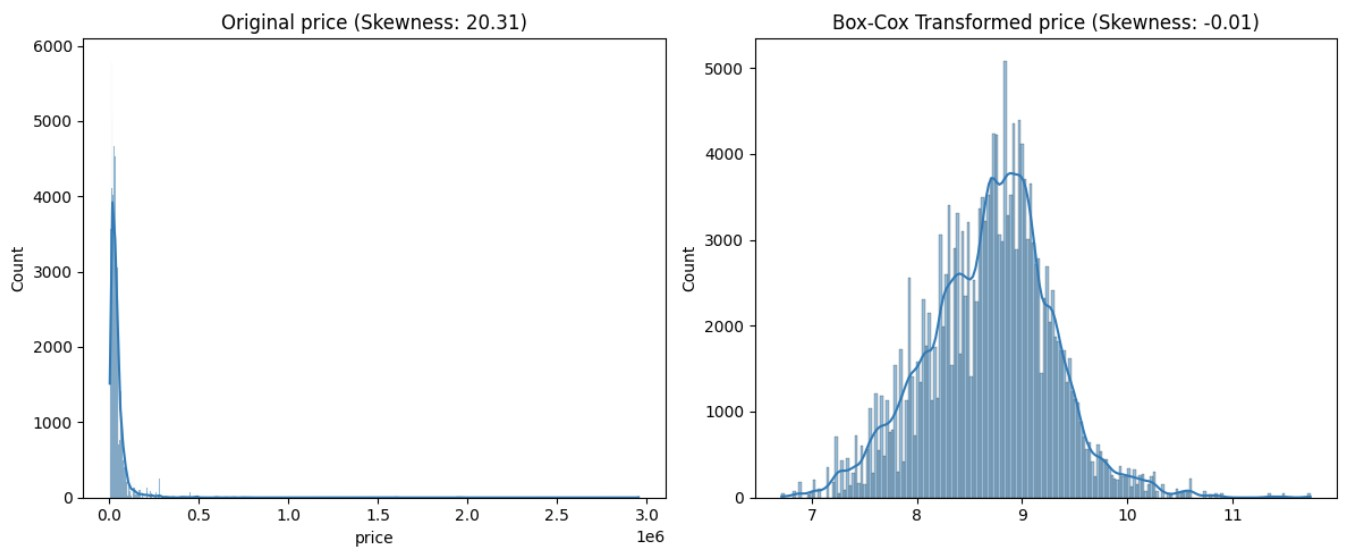 Original price (Skewness: 20.31)
Count
6000
5000
4000
3000
2000
1000
0
0.0 0.5 1.0 1.5 2.0 2.5 3.0
1e6
price
Box-Cox Transformed price (Skewness: -0.01)
Count
5000
4000
3000
2000
1000
0
7 8 9 10 11